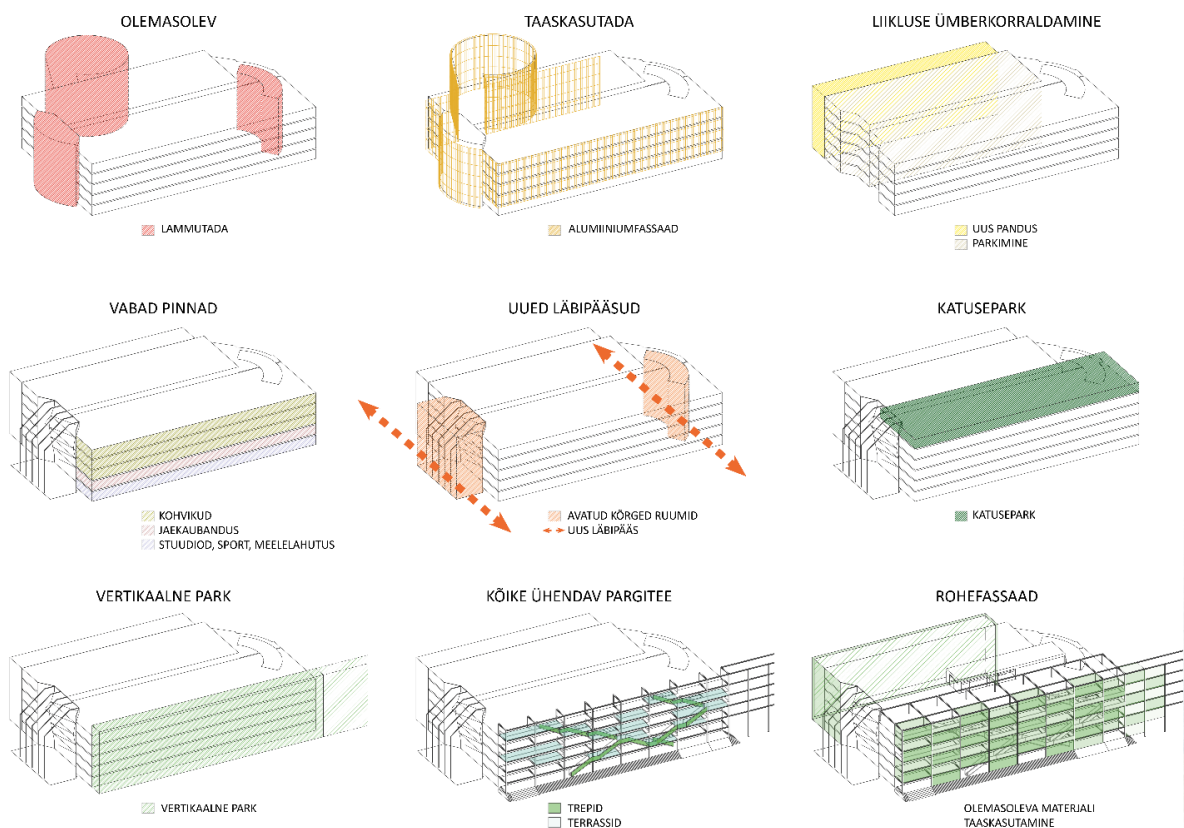 OLEMASOLEV
TAASKASUTADA
LIIKLUSE ÜMBERKORRALDAMINE
LAMMUTADA
ALUMIINIUMFASSAAD
UUS PANDUS
PARKIMINE
VABAD PINNAD
UUED LÄBIPÄÄSUD
KATUSEPARK
KOHVIKUD
JAEKAUBANDUS
STUUDIOD, SPORT, MEELELAHUTUS
AVATUD KÕRGED RUUMID
UUS LÄBIPÄÄS
KATUSEPARK
VERTIKAALNE PARK
KÕIKE ÜHENDAV PARGITEE
ROHEFASSAAD
VERTIKAALNE PARK
TREPID
TERRASSID
OLEMASOLEVA MATERJALI
TAASKASUTAMINE